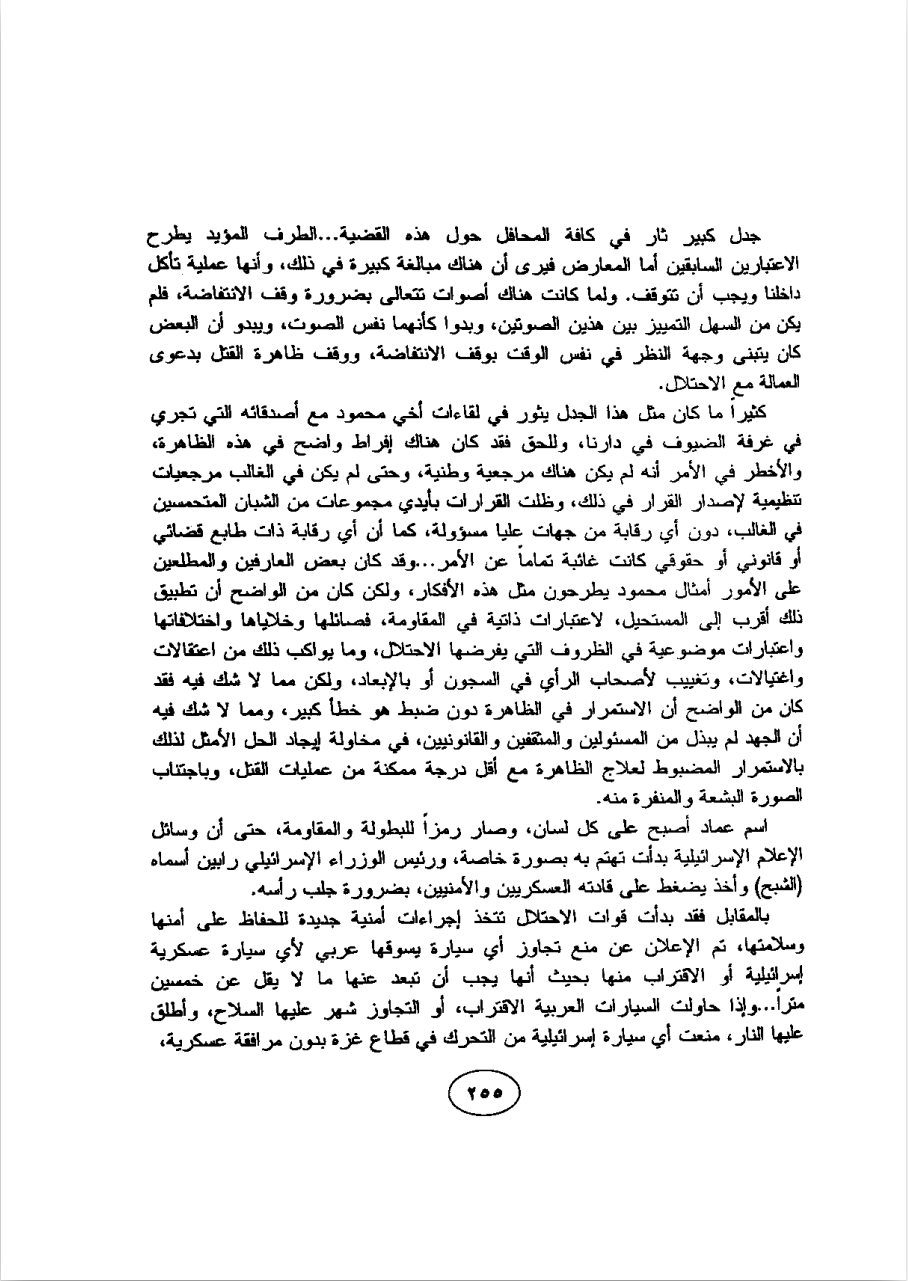 جدل كبير ثار في كافة المحافل حول هذه القضية...الطرف المؤيد يطرح
الاعتبارين السابقين أما المعارض فيرى أن هناك مبالغة كبيرة في ذلك، وأنها عملية تأكل
داخلنا ويجب أن تتوقف. ولما كانت هناك أصوات تتعالى بضرورة وقف الانتفاضة، فلم
يكن من السهل التمييز بين هذين الصوتين، وبدوا كأنهما نفس الصوت، ويبدو أن البعض
كان يتبنى وجهة النظر في نفس الوقت بوقف الانتفاضة، ووقف ظاهرة القتل بدعوى
العمالة مع الاحتلال.
كثيراً ما كان مثل هذا الجدل يثور في لقاءات أخي محمود مع أصدقائه التي تجري
في غرفة الضيوف في دارنا، وللحق فقد كان هناك إفراط واضح في هذه الظاهرة،
والأخطر في الأمر أنه لم يكن هناك مرجعية وطنية، وحتى لم يكن في الغالب مرجعيات
تنظيمية لإصدار القرار في ذلك، وظلت القرارات بأيدي مجموعات من الشبان المتحمسين
في الغالب، دون أي رقابة من جهات عليا مسؤولة، كما أن أي رقابة ذات طابع قضائي
أو قانوني أو حقوقي كانت غائبة تماماً عن الأمر...وقد كان بعض العارفين والمطلعين
على الأمور أمثال محمود يطرحون مثل هذه الأفكار، ولكن كان من الواضح أن تطبيق
ذلك أقرب إلى المستحيل، لاعتبارات ذاتية في المقاومة، فصائلها وخلاياها واختلافاتها
واعتبارات موضوعية في الظروف التي يفرضها الاحتلال، وما يواكب ذلك من اعتقالات
واغتيالات، وتغييب لأصحاب الرأي في السجون أو بالإبعاد، ولكن مما لا شك فيه فقد
كان من الواضح أن الاستمرار في الظاهرة دون ضبط هو خطأ كبير، ومما لا شك فيه
أن الجهد لم يبذل من المسئولين والمثقفين والقانونيين، في محاولة إيجاد الحل الأمثل لذلك
بالاستمرار المضبوط لعلاج الظاهرة مع أقل درجة ممكنة من عمليات القتل، وباجتناب
الصورة البشعة والمنفرة منه.
اسم عماد أصبح على كل لسان، وصار رمزاً للبطولة والمقاومة، حتى أن وسائل
الإعلام الإسرائيلية بدأت تهتم به بصورة خاصة، ورئيس الوزراء الإسرائيلي رابين أسماه
(الشبح) وأخذ يضغط على قادته العسكريين والأمنيين، بضرورة جلب رأسه.
بالمقابل فقد بدأت قوات الاحتلال تتخذ إجراءات أمنية جديدة للحفاظ على أمنها
وسلامتها، تم الإعلان عن منع تجاوز أي سيارة يسوقها عربي لأي سيارة عسكرية
إسرائيلية أو الاقتراب منها بحيث أنها يجب أن تبعد عنها ما لا يقل عن خمسين
متراً...وإذا حاولت السيارات العربية الاقتراب، أو التجاوز شهر عليها السلاح، وأطلق
عليها النار، منعت أي سيارة إسرائيلية من التحرك في قطاع غزة بدون مرافقة عسكرية،
٢٥٥